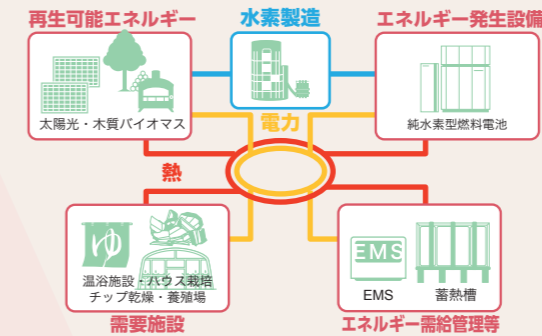 再生可能エネルギー
水素製造
エネルギー発生設備
太陽光・木質バイオマス
電力
純水素型燃料電池
熱
ゆ
温浴施設・ハウス栽培
チップ乾燥・養殖場
EMS
EMS
蓄熱槽
需要施設
エネルギー需給管理等